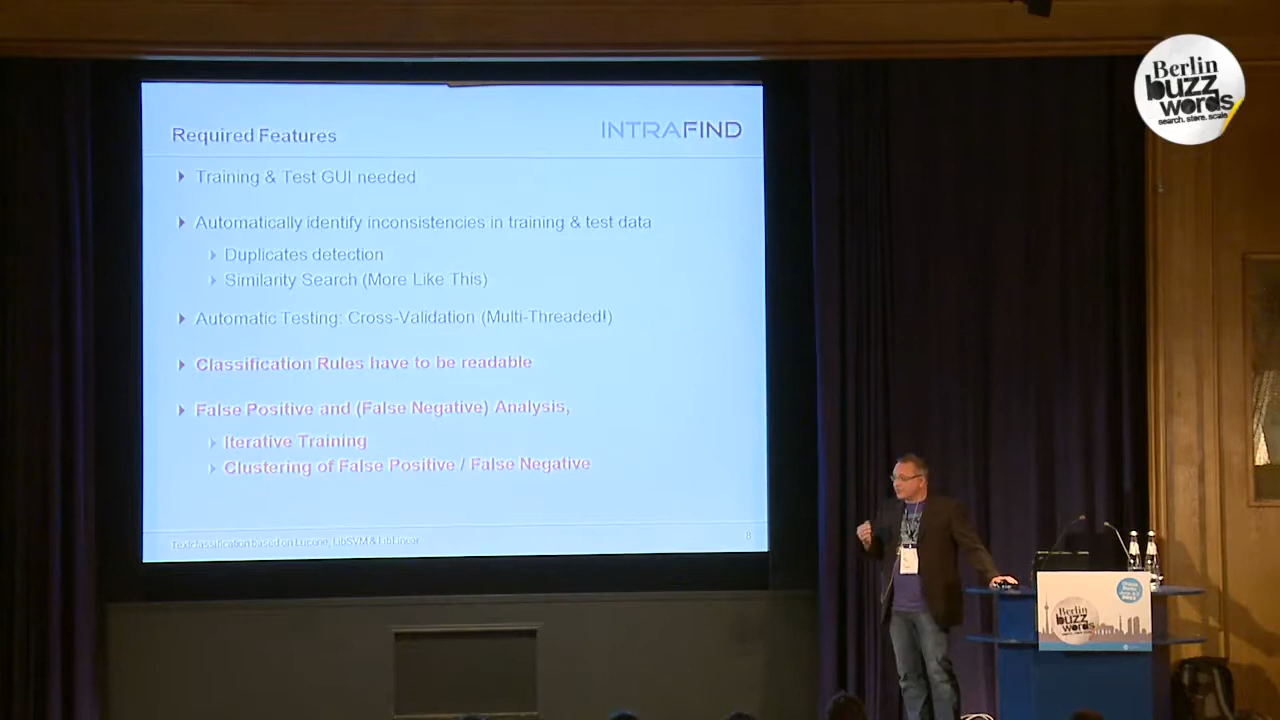 Required Features
INTRAFIND
Training & Test GUI needed
Automatically identify inconsistencies in training & test data
Duplicates detection
Similarity Search (More Like This)
Automatic Testing: Cross-Validation (Multi-Threaded!)
Classification Rules have to be readable
False Positive and (False Negative) Analysis,
Iterative Training
Clustering of False Positive / False Negative
Textclassification based on Lucene, LibSVM & LibLinear
8
Berlin
buzz
words
search. store. scale
Berlin
buzz
words